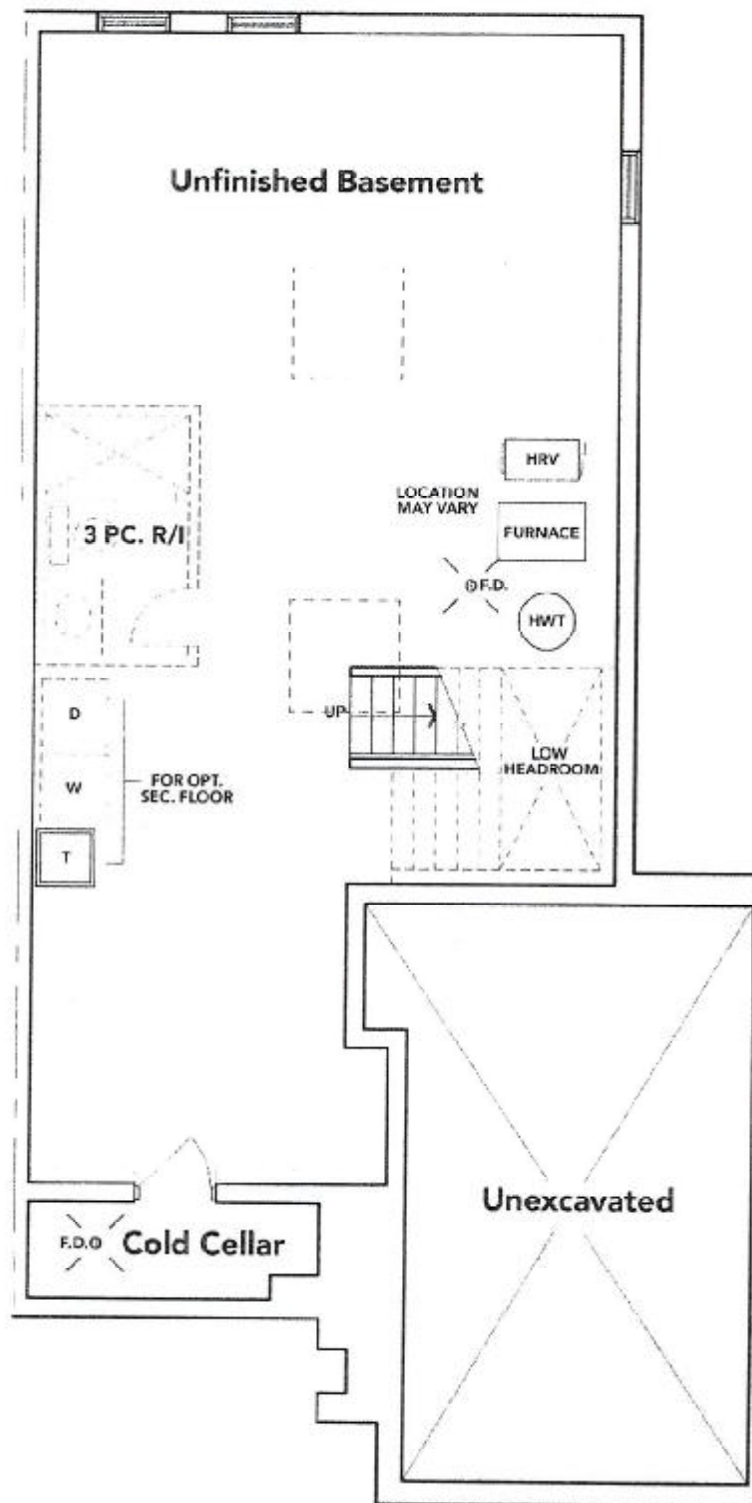 Unfinished Basement
HRV
LOCATION
MAY VARY
FURNACE
3 PC. R/I
F.D.
HWT
UP
LOW
HEADROOM
D
W
T
FOR OPT.
SEC. FLOOR
Unexcavated
F.D.
Cold Cellar